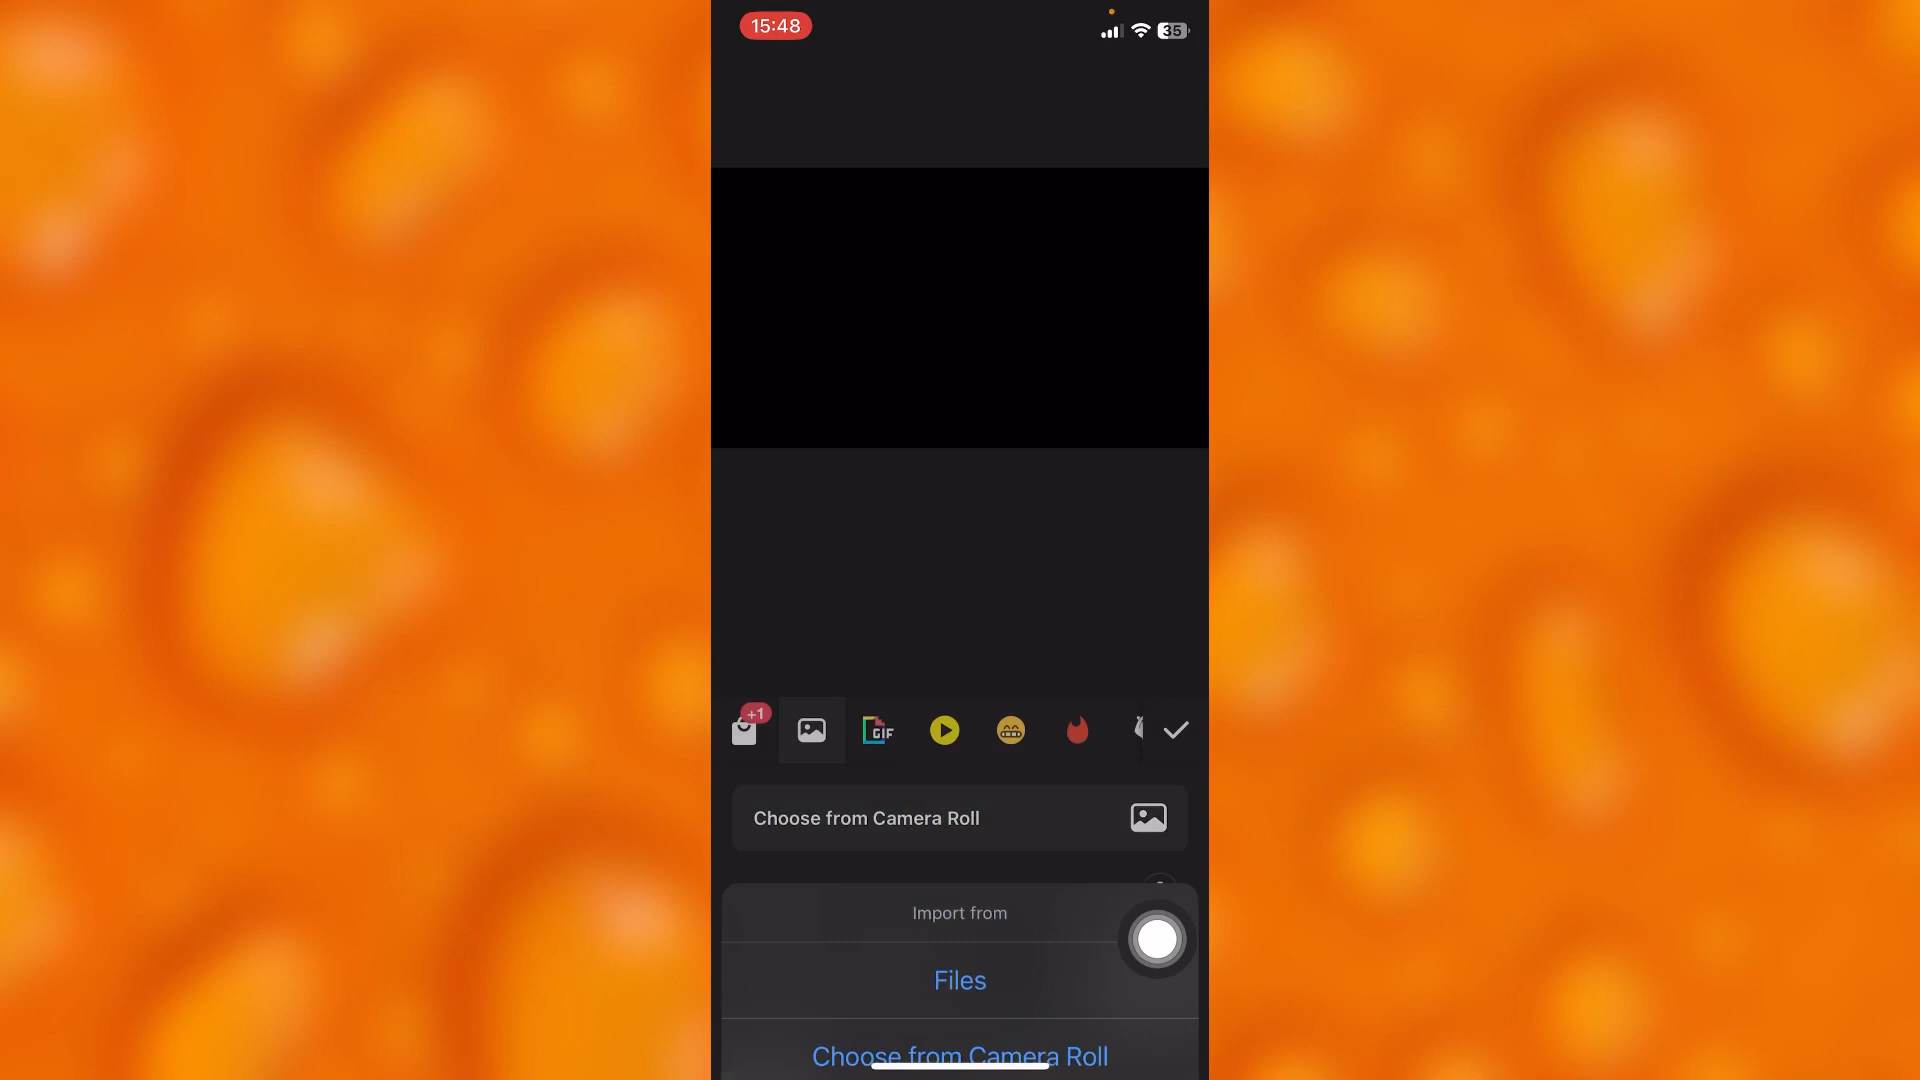 15:48
35
+1
GIF
Choose from Camera Roll
Import from
Files
Choose from Camera Roll